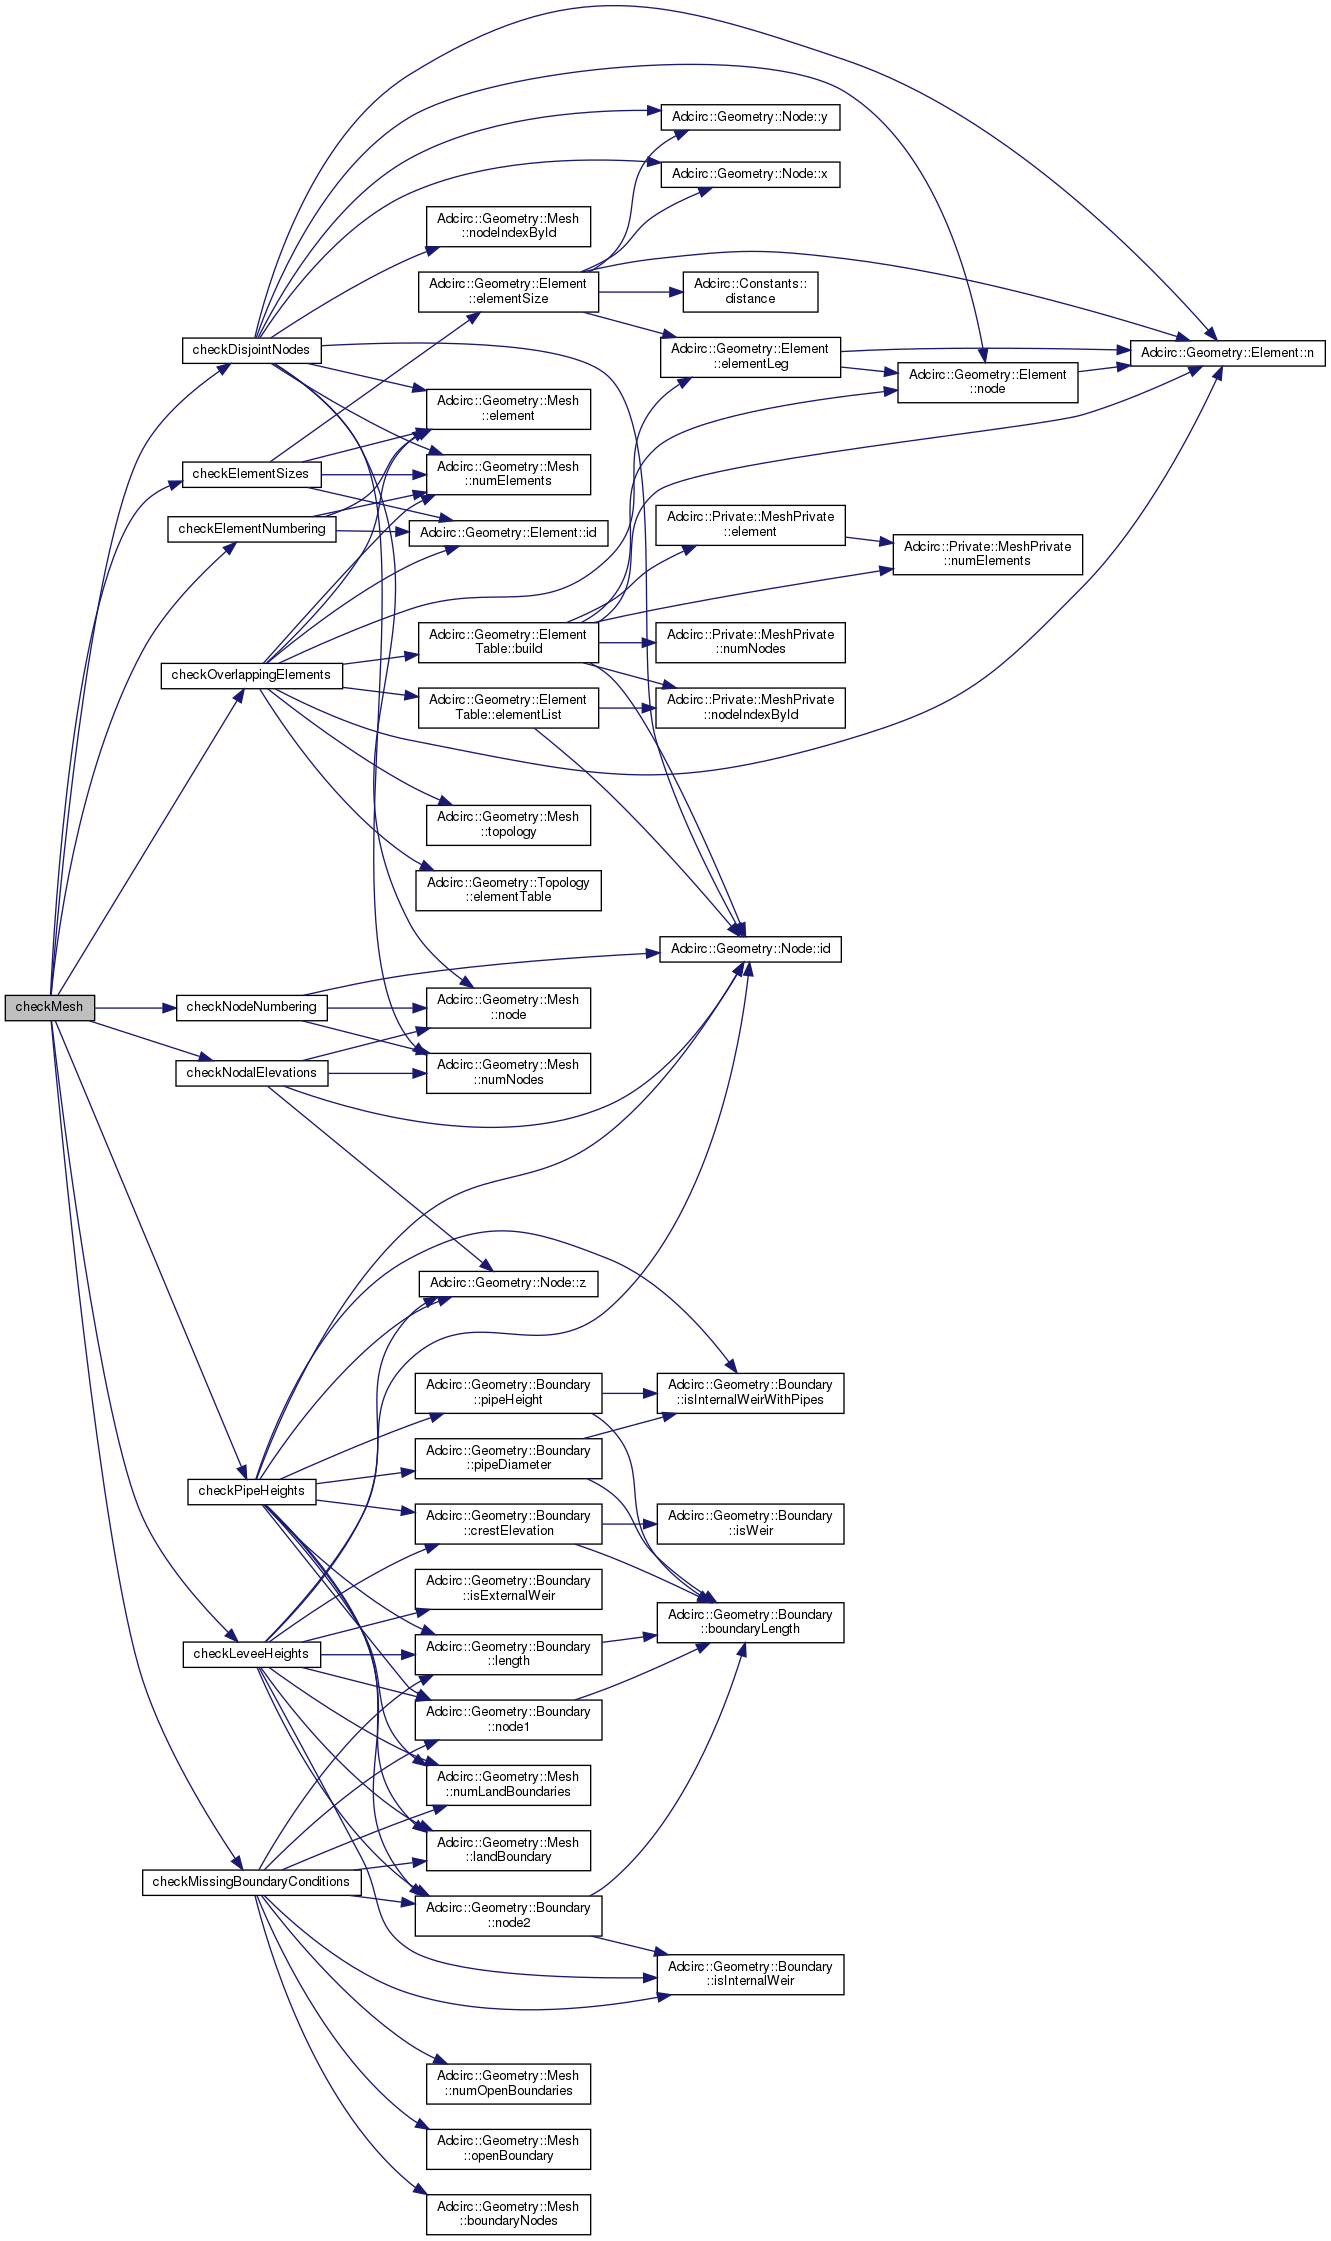 Adcirc::Geometry::Node::y
Adcirc::Geometry::Node::x
Adcirc::Geometry::Mesh
::nodeIndexById
Adcirc::Geometry::Element
::elementSize
Adcirc::Constants::
distance
checkDisjointNodes
Adcirc::Geometry::Element
::elementLeg
Adcirc::Geometry::Element::n
Adcirc::Geometry::Element
::node
Adcirc::Geometry::Mesh
::element
checkElementSizes
Adcirc::Geometry::Mesh
::numElements
checkElementNumbering
Adcirc::Geometry::Element::id
Adcirc::Private::MeshPrivate
::element
Adcirc::Private::MeshPrivate
::numElements
Adcirc::Geometry::Element
Table::build
Adcirc::Private::MeshPrivate
::numNodes
checkOverlappingElements
Adcirc::Geometry::Element
Table::elementList
Adcirc::Private::MeshPrivate
::nodeIndexById
Adcirc::Geometry::Mesh
::topology
Adcirc::Geometry::Topology
::elementTable
Adcirc::Geometry::Node::id
checkMesh
checkNodeNumbering
Adcirc::Geometry::Mesh
::node
checkNodalElevations
Adcirc::Geometry::Mesh
::numNodes
Adcirc::Geometry::Node::z
Adcirc::Geometry::Boundary
::pipeHeight
Adcirc::Geometry::Boundary
::isInternalWeirWithPipes
Adcirc::Geometry::Boundary
::pipeDiameter
checkPipeHeights
Adcirc::Geometry::Boundary
::crestElevation
Adcirc::Geometry::Boundary
::isWeir
Adcirc::Geometry::Boundary
::isExternalWeir
Adcirc::Geometry::Boundary
::boundaryLength
checkLeveeHeights
Adcirc::Geometry::Boundary
::length
Adcirc::Geometry::Boundary
::node1
Adcirc::Geometry::Mesh
::numLandBoundaries
Adcirc::Geometry::Mesh
::landBoundary
checkMissingBoundaryConditions
Adcirc::Geometry::Boundary
::node2
Adcirc::Geometry::Boundary
::isInternalWeir
Adcirc::Geometry::Mesh
::numOpenBoundaries
Adcirc::Geometry::Mesh
::openBoundary
Adcirc::Geometry::Mesh
::boundaryNodes